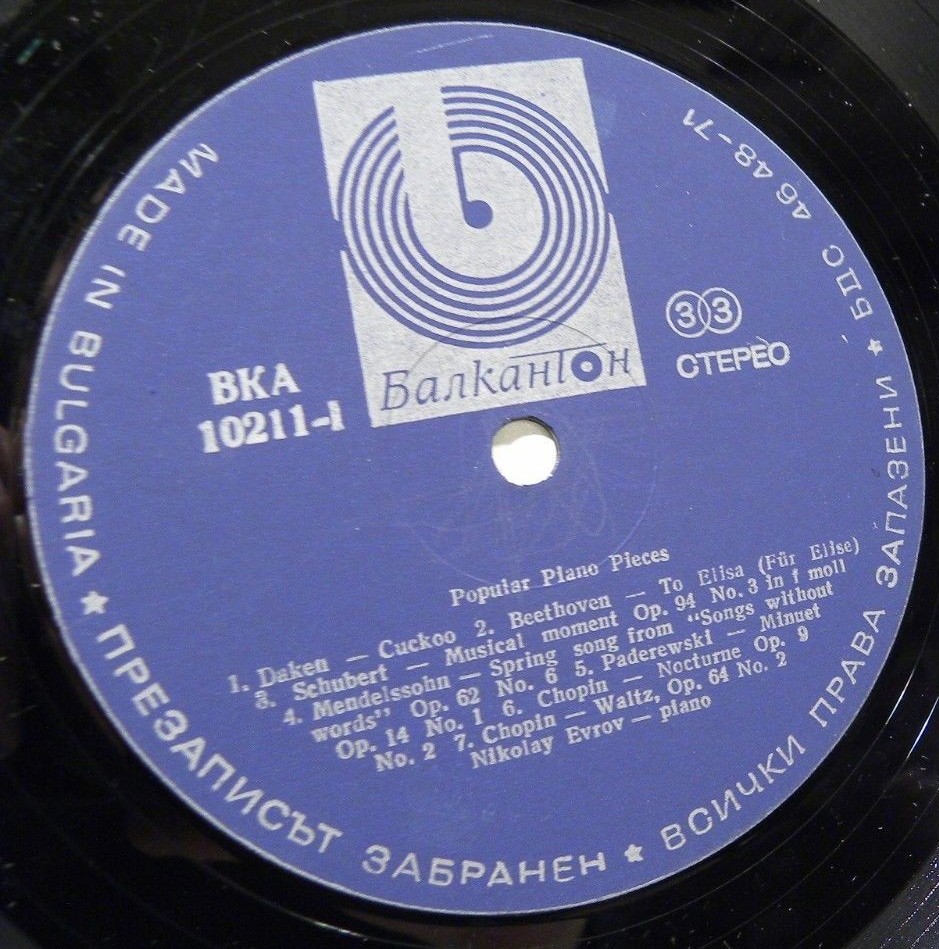 MADE IN BULGARIA ★ ПРЕЗАПИСЪТ ЗАБРАНЕН ★ ВСИЧКИ ПРАВА ЗАПАЗЕНИ ★ БДС 46 48-71
Балкантон
33
СТЕРЕО
ВКА
10211-I
Popular Piano Pieces
1. Daken — Cuckoo 2. Beethoven — To Elisa (Für Elise)
3. Schubert — Musical moment Op. 94 No. 3 in f moll
4. Mendelssohn — Spring song from "Songs without
words" Op. 62 No. 6 5. Paderewski — Minuet
Op. 14 No. 1 6. Chopin — Nocturne Op. 9
No. 2 7. Chopin — Waltz, Op. 64 No. 2
Nikolay Evrov — piano